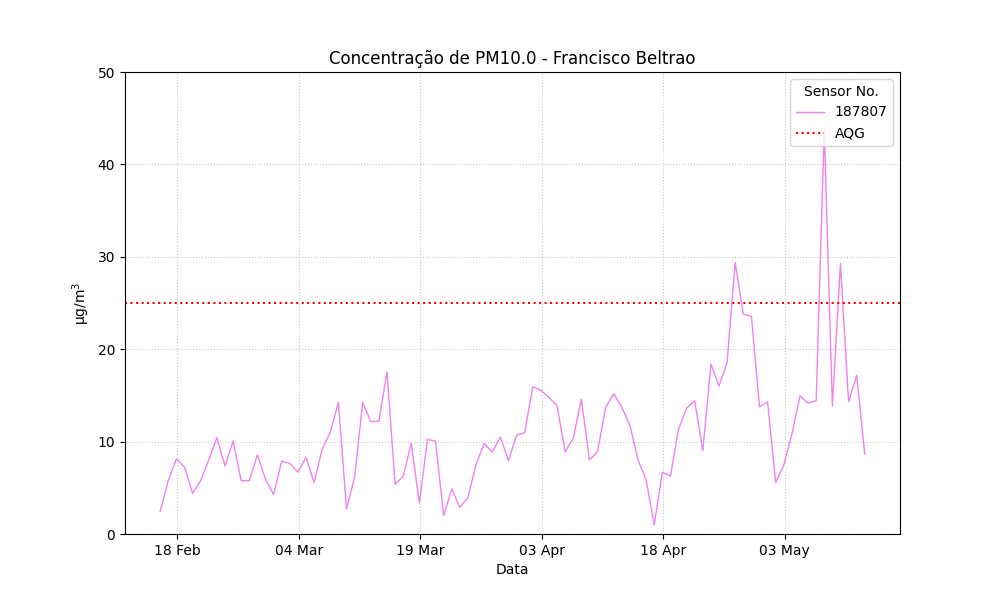 Concentração de PM10.0 - Francisco Beltrao
50
40
30
20
10
0
µg/m³
Sensor No.
187807
AQG
18 Feb
04 Mar
19 Mar
03 Apr
18 Apr
03 May
Data